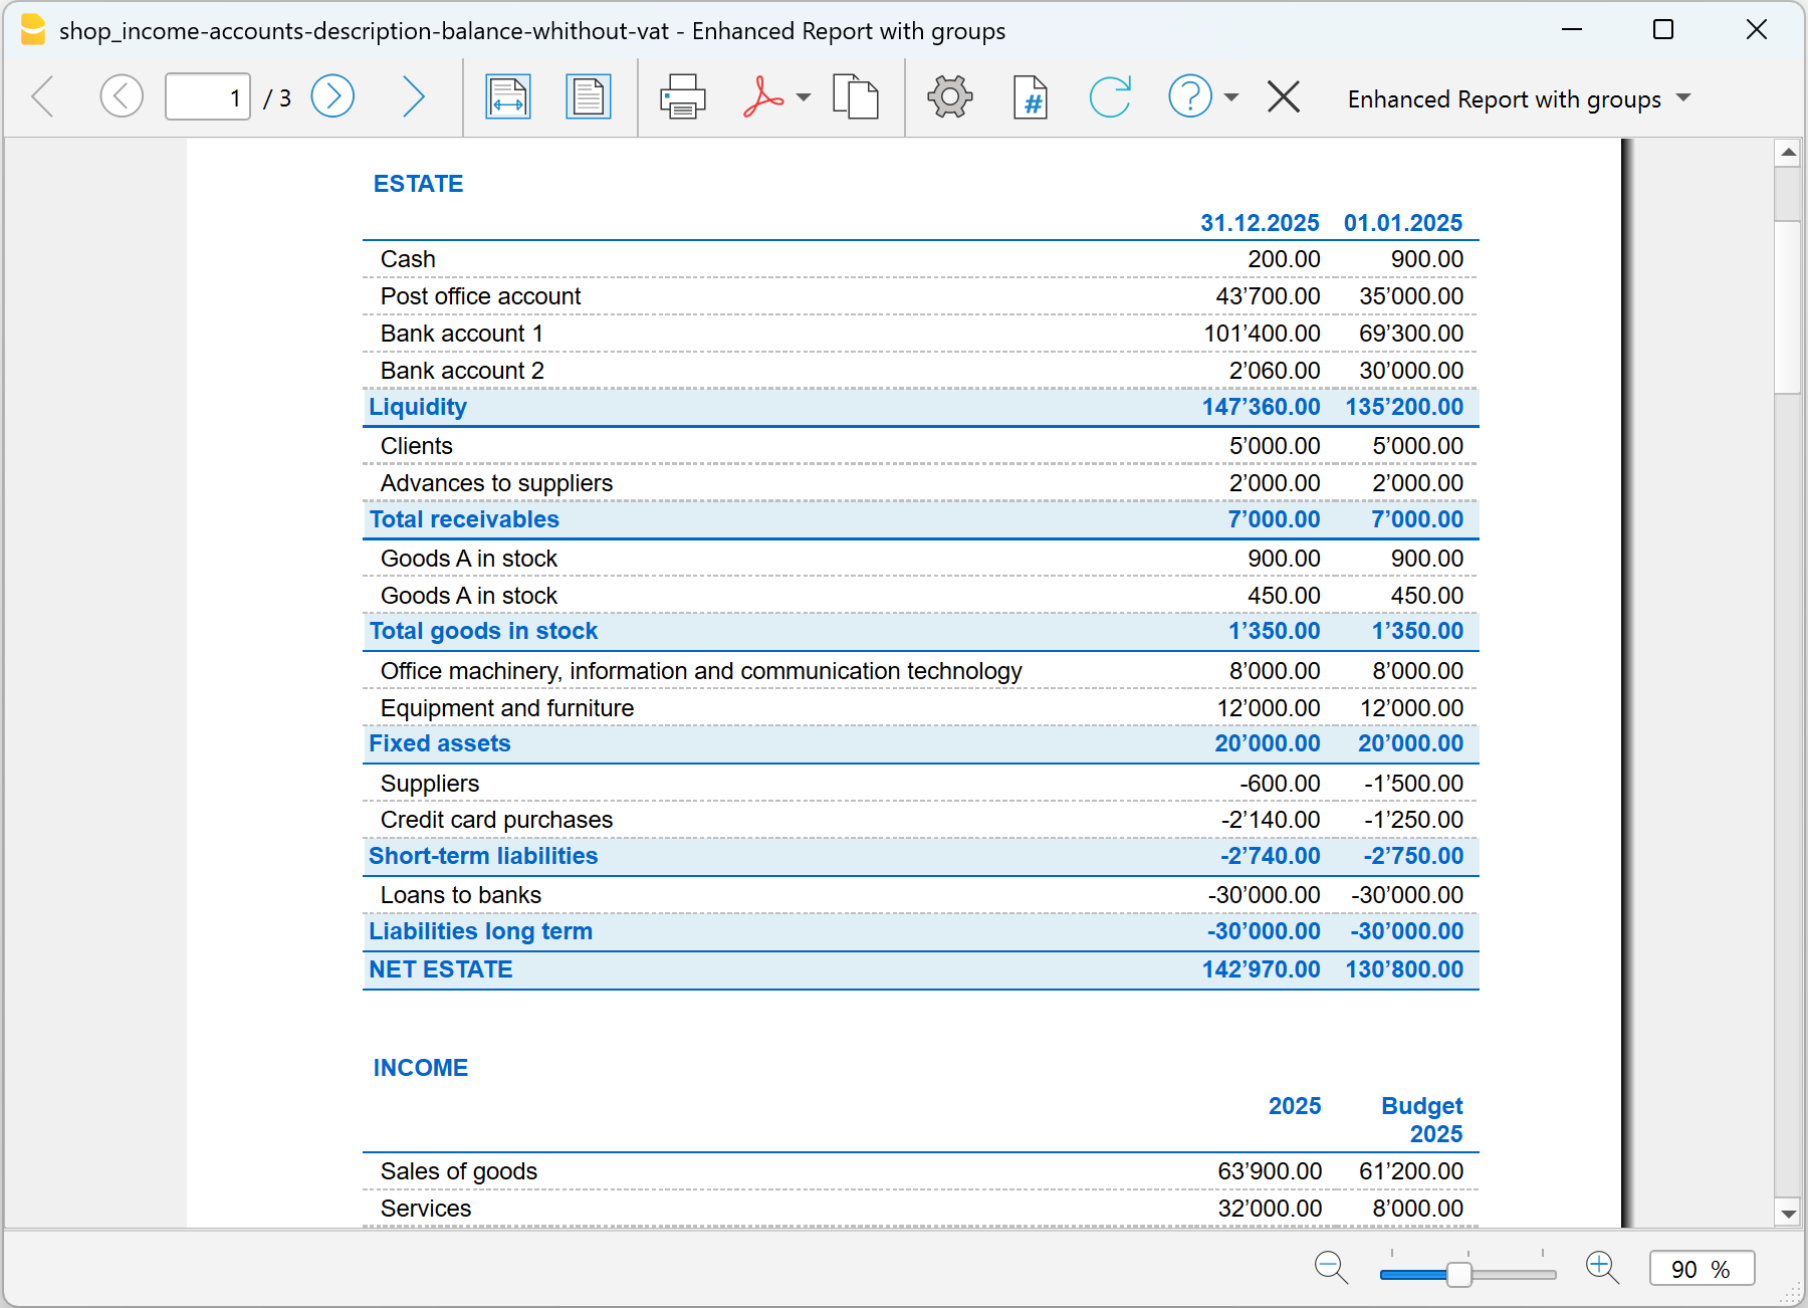 shop_income-accounts-description-balance-whithout-vat - Enhanced Report with groups
1 / 3 # ? Enhanced Report with groups
ESTATE
31.12.2025 01.01.2025
Cash 200.00 900.00
Post office account 43’700.00 35’000.00
Bank account 1 101’400.00 69’300.00
Bank account 2 2’060.00 30’000.00
Liquidity 147’360.00 135’200.00
Clients 5’000.00 5’000.00
Advances to suppliers 2’000.00 2’000.00
Total receivables 7’000.00 7’000.00
Goods A in stock 900.00 900.00
Goods A in stock 450.00 450.00
Total goods in stock 1’350.00 1’350.00
Office machinery, information and communication technology 8’000.00 8’000.00
Equipment and furniture 12’000.00 12’000.00
Fixed assets 20’000.00 20’000.00
Suppliers -600.00 -1’500.00
Credit card purchases -2’140.00 -1’250.00
Short-term liabilities -2’740.00 -2’750.00
Loans to banks -30’000.00 -30’000.00
Liabilities long term -30’000.00 -30’000.00
NET ESTATE 142’970.00 130’800.00
INCOME
2025 Budget
2025
Sales of goods 63’900.00 61’200.00
Services 32’000.00 8’000.00
90 %